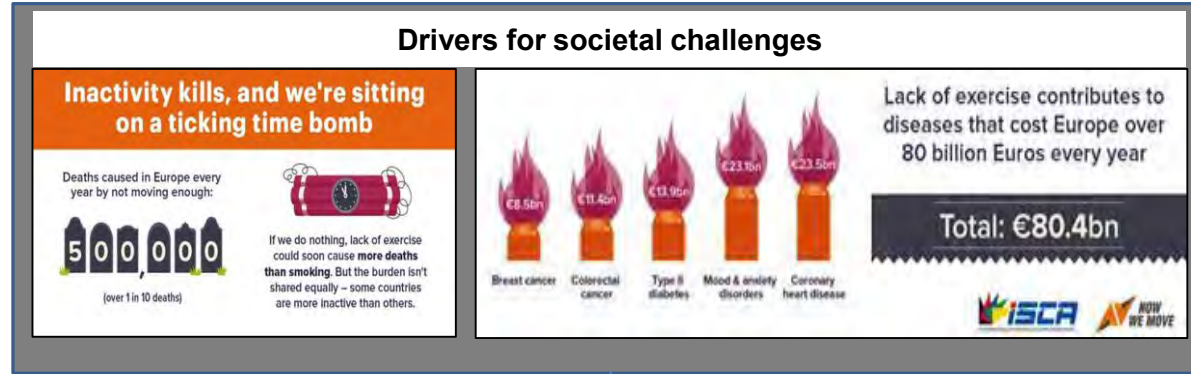 Drivers for societal challenges
Inactivity kills, and we're sitting
on a ticking time bomb
Deaths caused in Europe every
year by not moving enough:
500,000
(over 1 in 10 deaths)
If we do nothing, lack of exercise
could soon cause more deaths
than smoking. But the burden isn't
shared equally – some countries
are more inactive than others.
€8.5bn
€11.4bn
€13.9bn
€23.1bn
€23.5bn
Breast cancer
Colorectal
cancer
Type II
diabetes
Mood & anxiety
disorders
Coronary
heart disease
Lack of exercise contributes to
diseases that cost Europe over
80 billion Euros every year
Total: €80.4bn
ISCA
NOW
WE MOVE